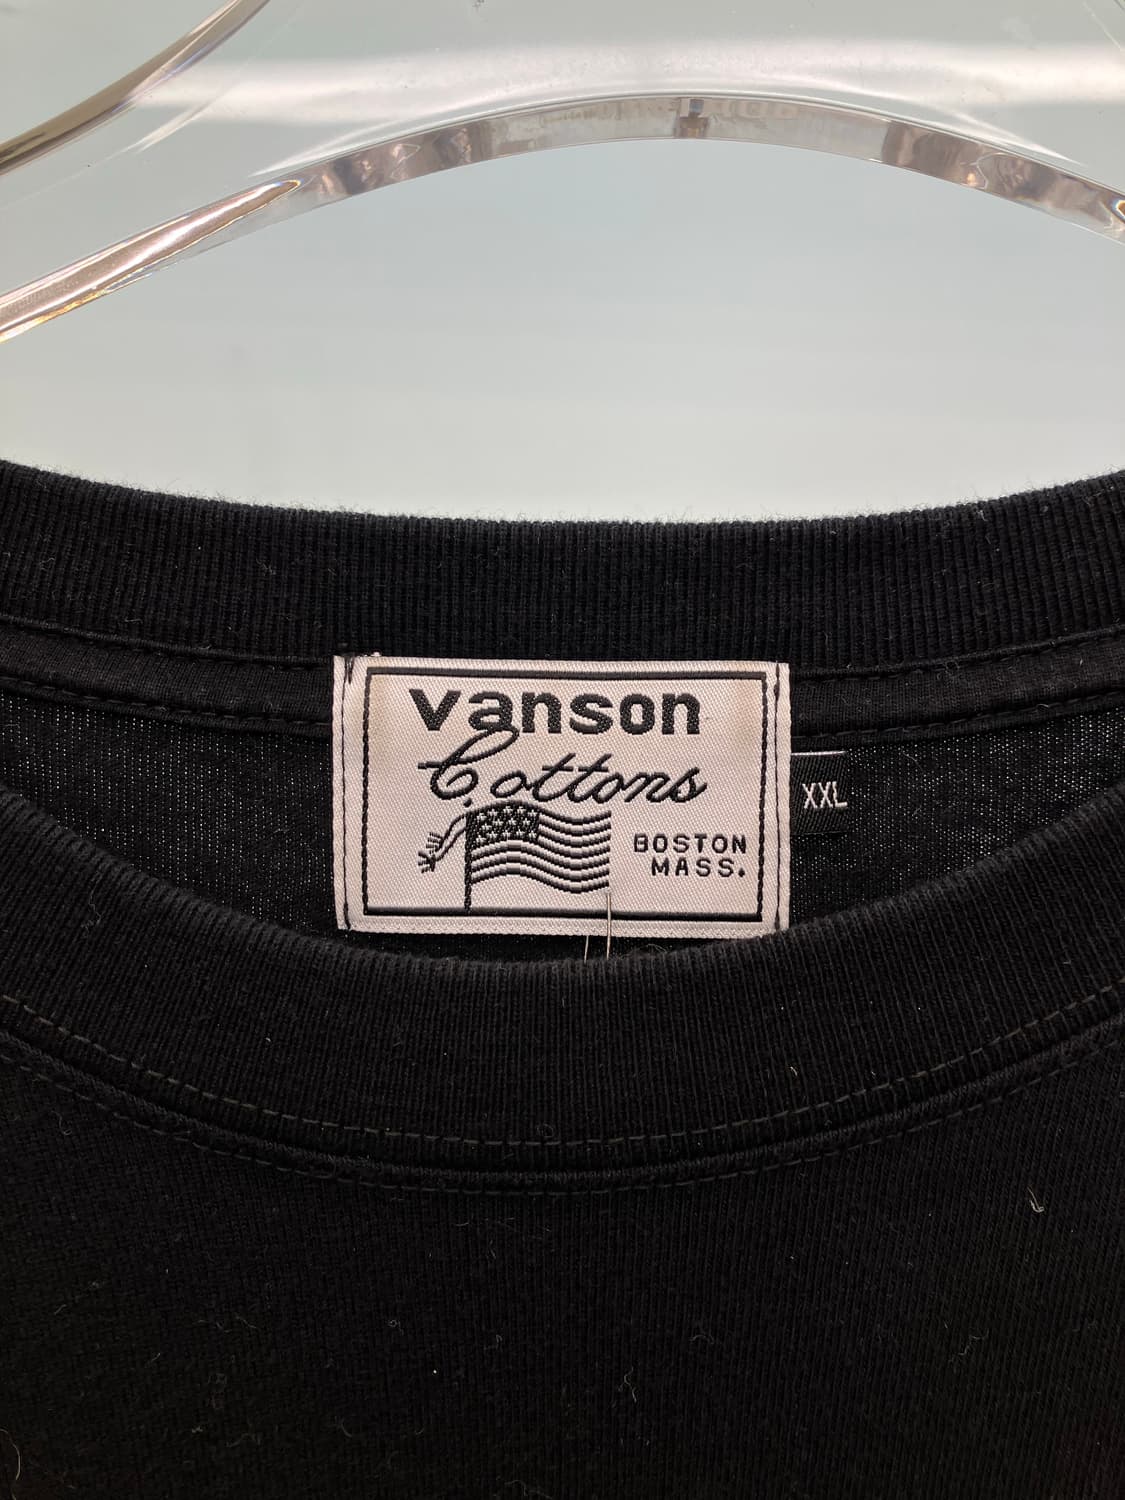 vanson
Cottons
BOSTON
MASS.
XXL